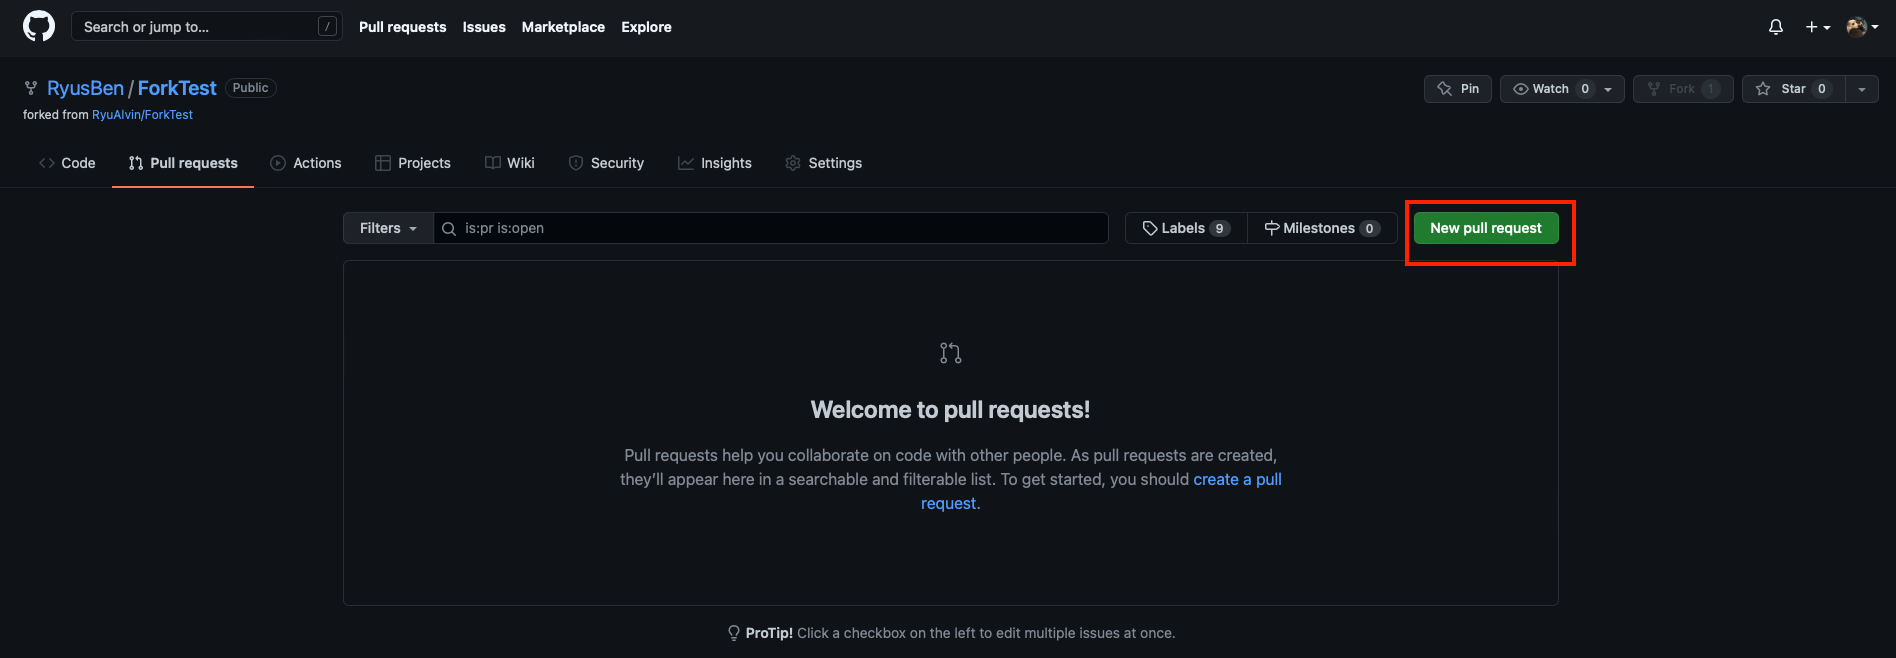 Search or jump to... / Pull requests Issues Marketplace Explore
RyusBen / ForkTest Public Pin Watch 0 Fork 1 Star 0
forked from RyuAlvin/ForkTest
Code Pull requests Actions Projects Wiki Security Insights Settings
Filters is:pr is:open Labels 9 Milestones 0 New pull request
Welcome to pull requests!
Pull requests help you collaborate on code with other people. As pull requests are created,
they’ll appear here in a searchable and filterable list. To get started, you should create a pull
request.
ProTip! Click a checkbox on the left to edit multiple issues at once.